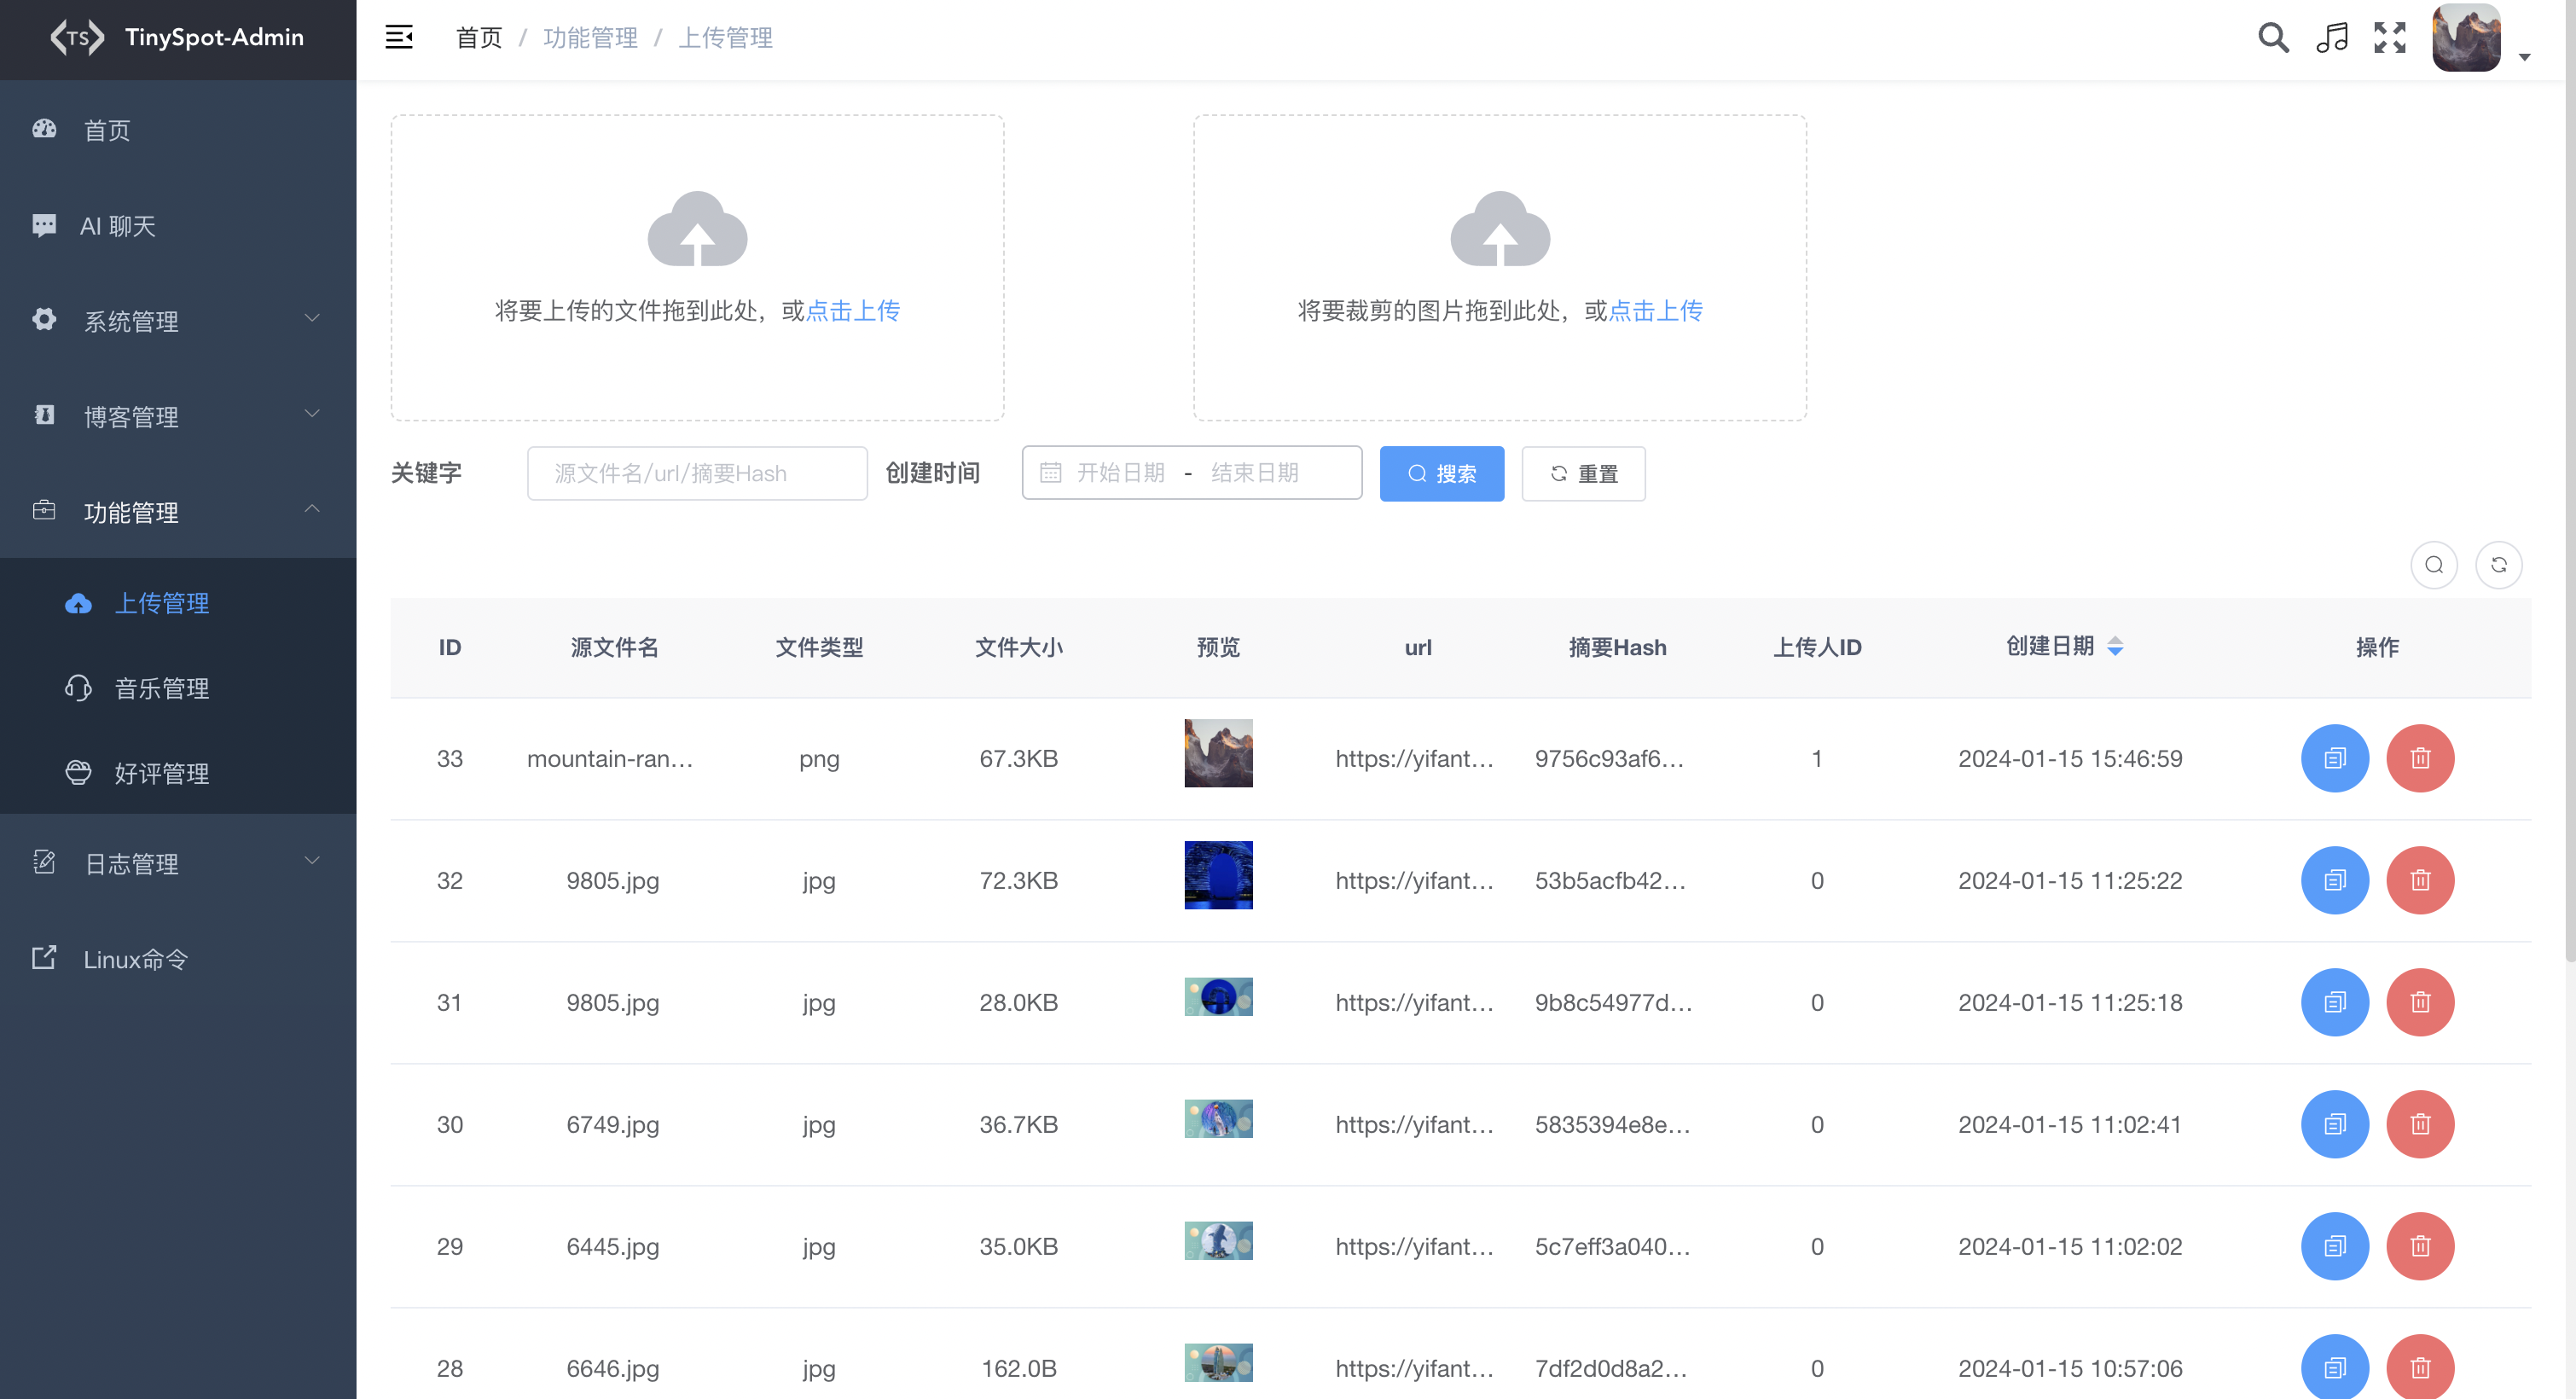 TS TinySpot-Admin
首页 / 功能管理 / 上传管理
首页
AI 聊天
系统管理
博客管理
功能管理
上传管理
音乐管理
好评管理
日志管理
Linux命令
将要上传的文件拖到此处，或点击上传
将要裁剪的图片拖到此处，或点击上传
关键字 源文件名/url/摘要Hash 创建时间 开始日期 - 结束日期 搜索 重置
ID 源文件名 文件类型 文件大小 预览 url 摘要Hash 上传人ID 创建日期 操作
33 mountain-ran... png 67.3KB https://yifant... 9756c93af6... 1 2024-01-15 15:46:59
32 9805.jpg jpg 72.3KB https://yifant... 53b5acfb42... 0 2024-01-15 11:25:22
31 9805.jpg jpg 28.0KB https://yifant... 9b8c54977d... 0 2024-01-15 11:25:18
30 6749.jpg jpg 36.7KB https://yifant... 5835394e8e... 0 2024-01-15 11:02:41
29 6445.jpg jpg 35.0KB https://yifant... 5c7eff3a040... 0 2024-01-15 11:02:02
28 6646.jpg jpg 162.0B https://yifant... 7df2d0d8a2... 0 2024-01-15 10:57:06